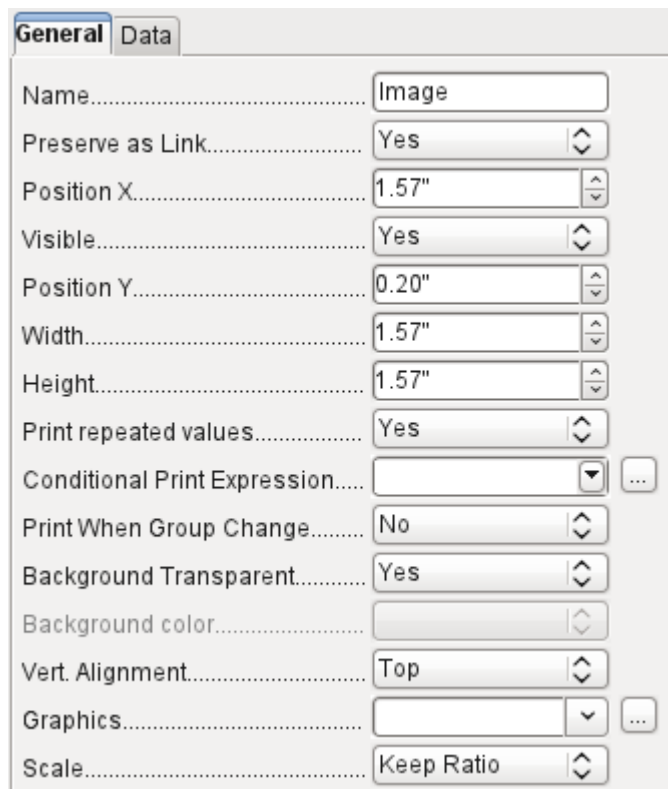 General Data
Name........................................... Image
Preserve as Link........................ Yes
Position X..................................... 1.57"
Visible.......................................... Yes
Position Y..................................... 0.20"
Width............................................ 1.57"
Height.......................................... 1.57"
Print repeated values................. Yes
Conditional Print Expression..... ...
Print When Group Change......... No
Background Transparent........... Yes
Background color.......................
Vert. Alignment............................ Top
Graphics...................................... ...
Scale............................................ Keep Ratio